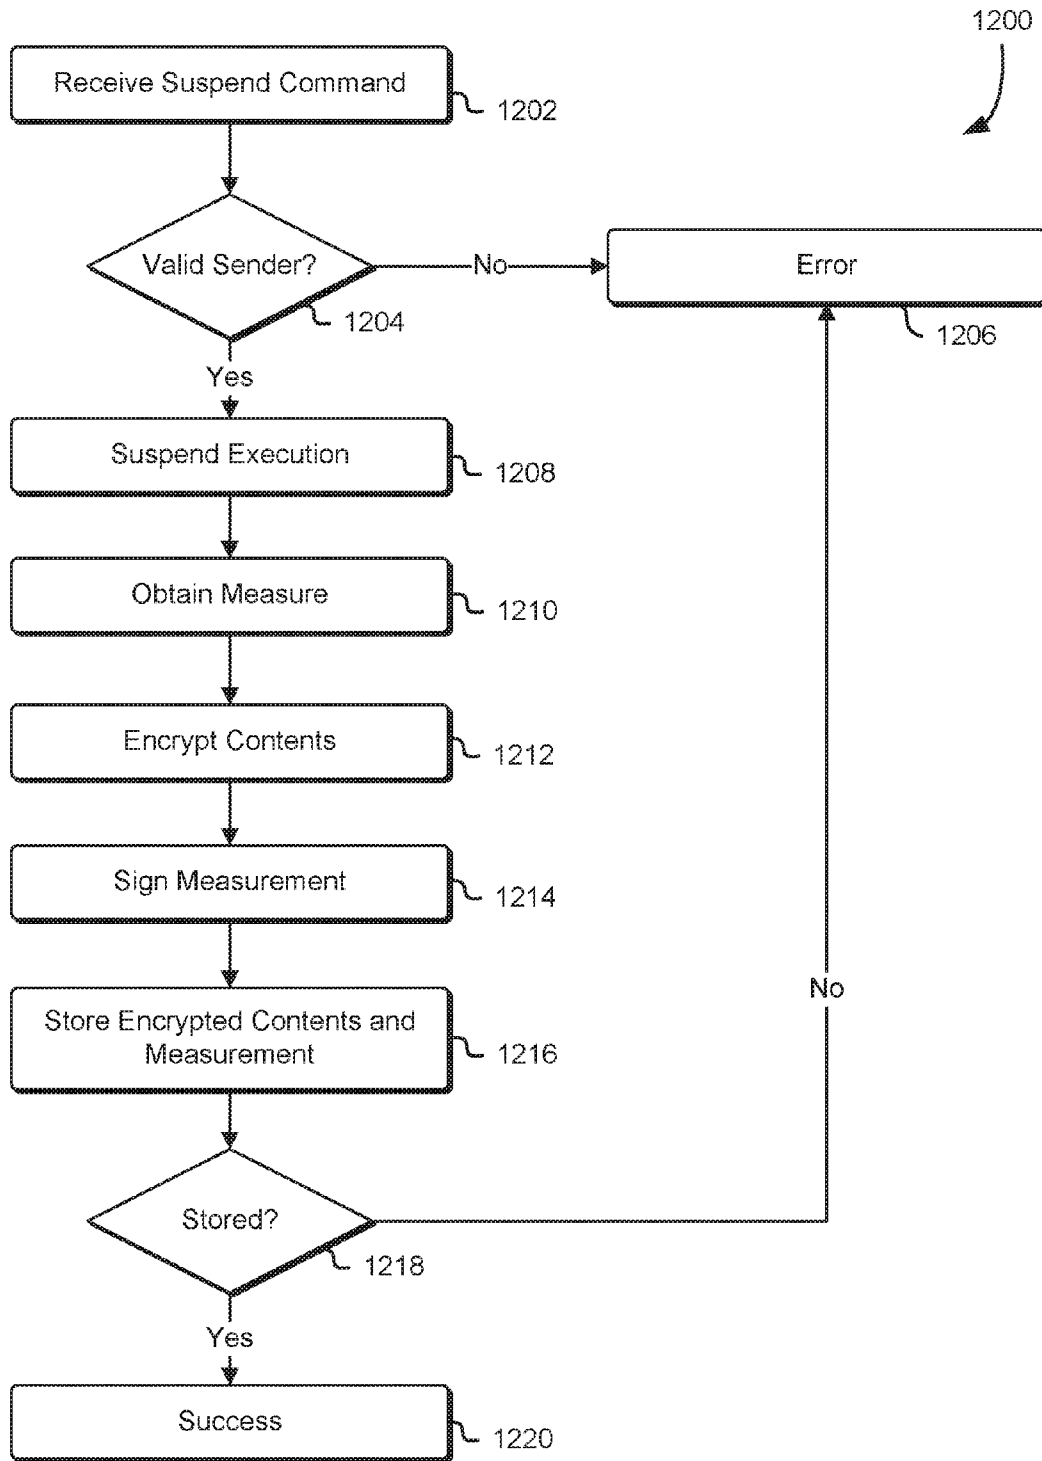 1200
Receive Suspend Command
1202
Valid Sender?
No
Error
1204
1206
Yes
Suspend Execution
1208
Obtain Measure
1210
Encrypt Contents
1212
Sign Measurement
1214
Store Encrypted Contents and
Measurement
1216
No
Stored?
1218
Yes
Success
1220